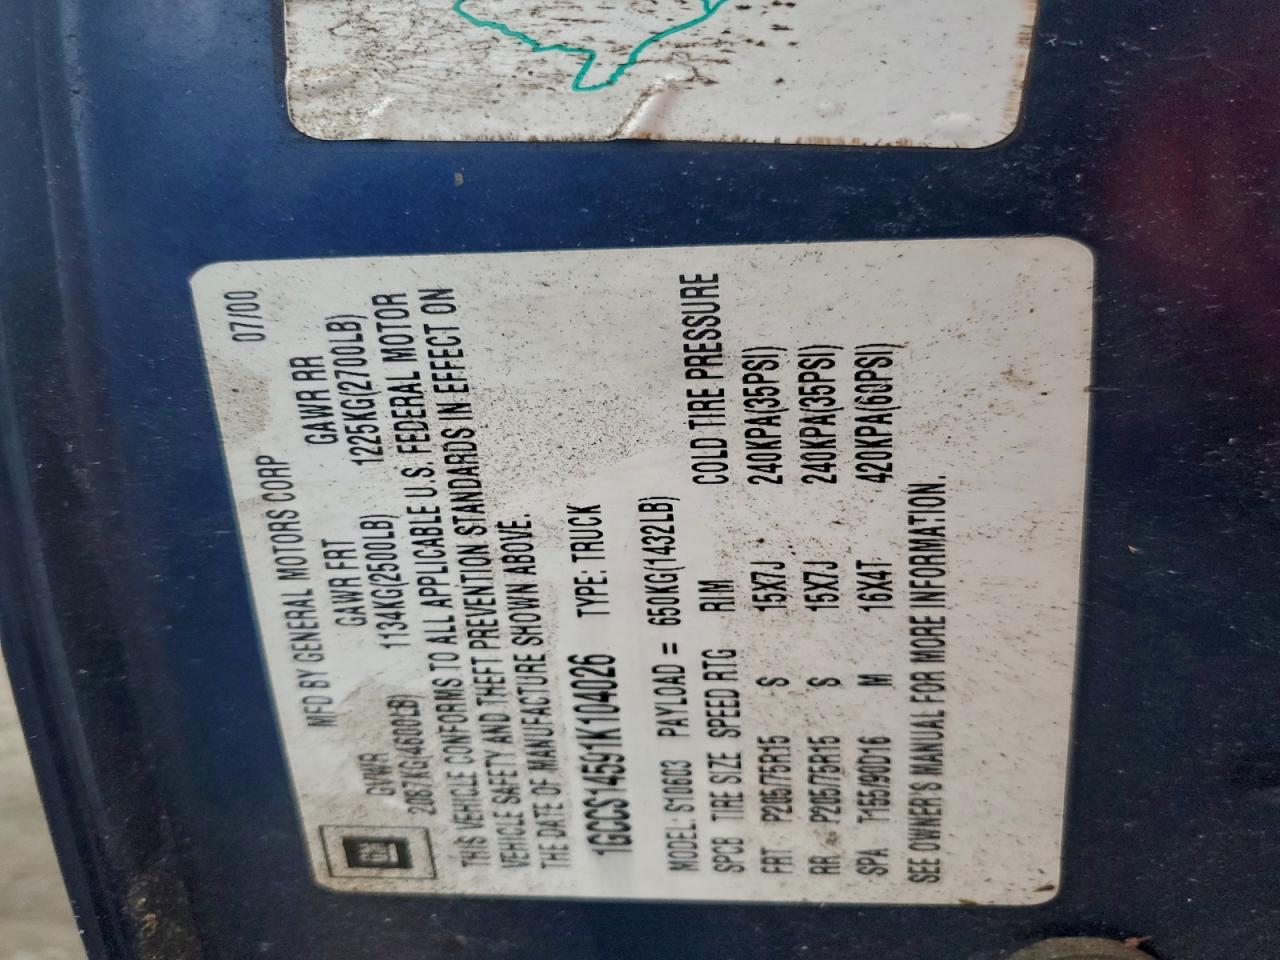 MFD BY GENERAL MOTORS CORP 07/00
GVWR GAWR FRT GAWR RR
2087KG(4600LB) 1134KG(2500LB) 1225KG(2700LB)
THIS VEHICLE CONFORMS TO ALL APPLICABLE U.S. FEDERAL MOTOR
VEHICLE SAFETY AND THEFT PREVENTION STANDARDS IN EFFECT ON
THE DATE OF MANUFACTURE SHOWN ABOVE.
1GCCS14591K104026 TYPE: TRUCK
MODEL: S10603 PAYLOAD = 650KG(1432LB)
SPCB TIRE SIZE SPEED RTG RIM COLD TIRE PRESSURE
FRT P205/75R15 S 15X7J 240KPA(35PSI)
RR P205/75R15 S 15X7J 240KPA(35PSI)
SPA T155/90D16 M 16X4T 420KPA(60PSI)
SEE OWNER'S MANUAL FOR MORE INFORMATION.